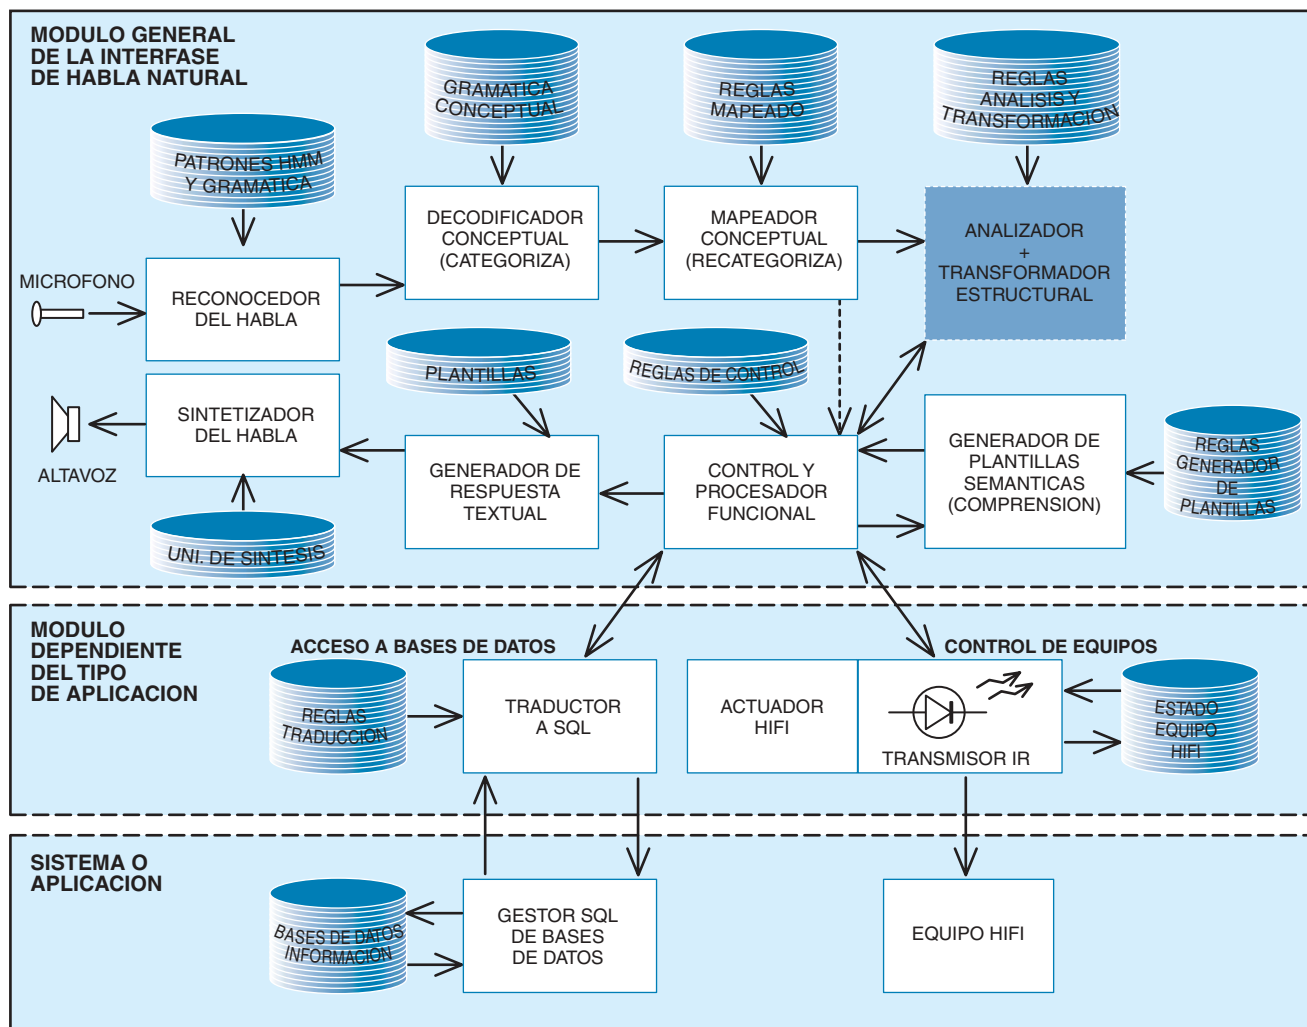 MODULO GENERAL
DE LA INTERFASE
DE HABLA NATURAL
GRAMATICA
CONCEPTUAL
REGLAS
MAPEADO
REGLAS
ANALISIS Y
TRANSFORMACION
PATRONES HMM
Y GRAMATICA
DECODIFICADOR
CONCEPTUAL
(CATEGORIZA)
MAPEADOR
CONCEPTUAL
(RECATEGORIZA)
ANALIZADOR
+
TRANSFORMADOR
ESTRUCTURAL
MICROFONO
RECONOCEDOR
DEL HABLA
PLANTILLAS
REGLAS DE CONTROL
SINTETIZADOR
DEL HABLA
ALTAVOZ
GENERADOR DE
RESPUESTA
TEXTUAL
CONTROL Y
PROCESADOR
FUNCIONAL
GENERADOR DE
PLANTILLAS
SEMANTICAS
(COMPRENSION)
REGLAS
GENERADOR
DE
PLANTILLAS
UNI. DE SINTESIS
MODULO
DEPENDIENTE
DEL TIPO
DE APLICACION
ACCESO A BASES DE DATOS
CONTROL DE EQUIPOS
REGLAS
TRADUCCION
TRADUCTOR
A SQL
ACTUADOR
HIFI
TRANSMISOR IR
ESTADO
EQUIPO
HIFI
SISTEMA O
APLICACION
BASES DE DATOS
INFORMACION
GESTOR SQL
DE BASES
DE DATOS
EQUIPO HIFI